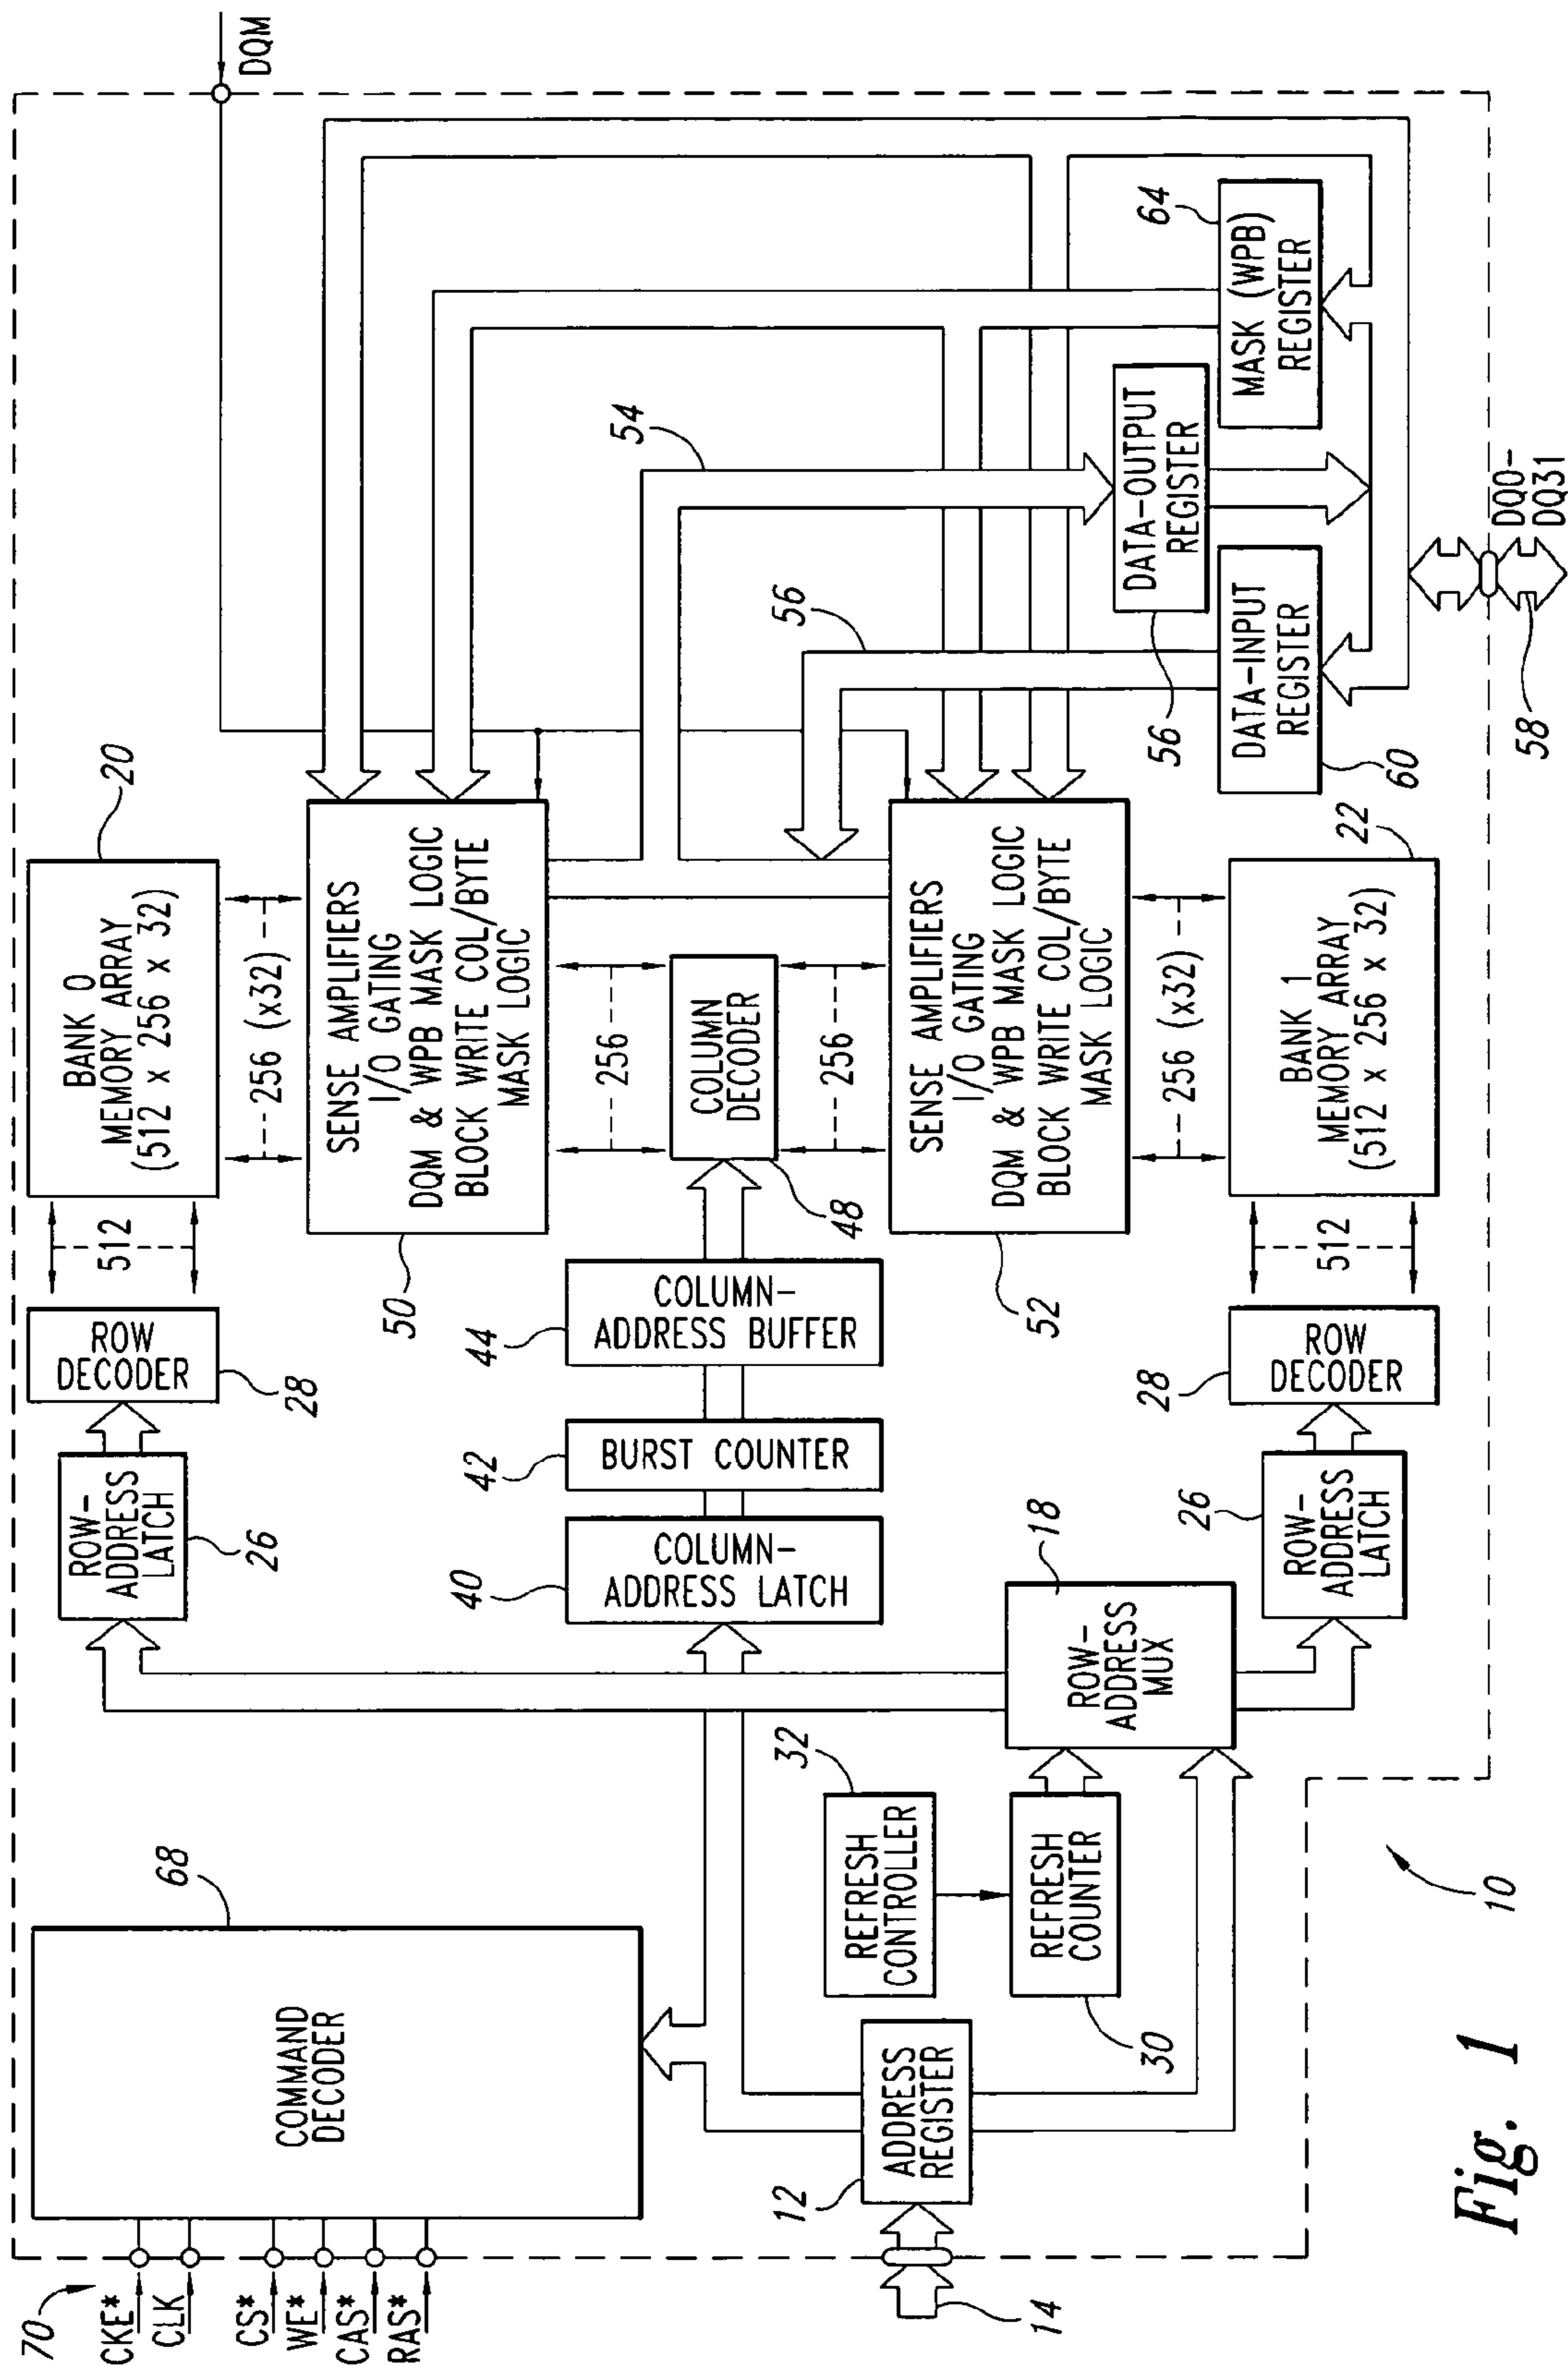 70
CKE*
CLK
CS*
WE*
CAS*
RAS*
COMMAND
DECODER
68
14
12
ADDRESS
REGISTER
REFRESH
CONTROLLER
32
REFRESH
COUNTER
30
ROW-
ADDRESS
MUX
18
ROW-
ADDRESS
LATCH
26
ROW
DECODER
28
512
BANK 0
MEMORY ARRAY
(512 x 256 x 32)
20
256 (x32)
SENSE AMPLIFIERS
I/O GATING
DQM & WPB MASK LOGIC
BLOCK WRITE COL/BYTE
MASK LOGIC
50
COLUMN-
ADDRESS LATCH
40
BURST COUNTER
42
COLUMN-
ADDRESS BUFFER
44
256
COLUMN
DECODER
48
256
SENSE AMPLIFIERS
I/O GATING
DQM & WPB MASK LOGIC
BLOCK WRITE COL/BYTE
MASK LOGIC
52
256 (x32)
ROW-
ADDRESS
LATCH
26
ROW
DECODER
28
512
BANK 1
MEMORY ARRAY
(512 x 256 x 32)
22
DQM
54
56
DATA-OUTPUT
REGISTER
56
DATA-INPUT
REGISTER
60
MASK (WPB)
REGISTER
64
DQ0-
DQ31
58
10
Fig. 1